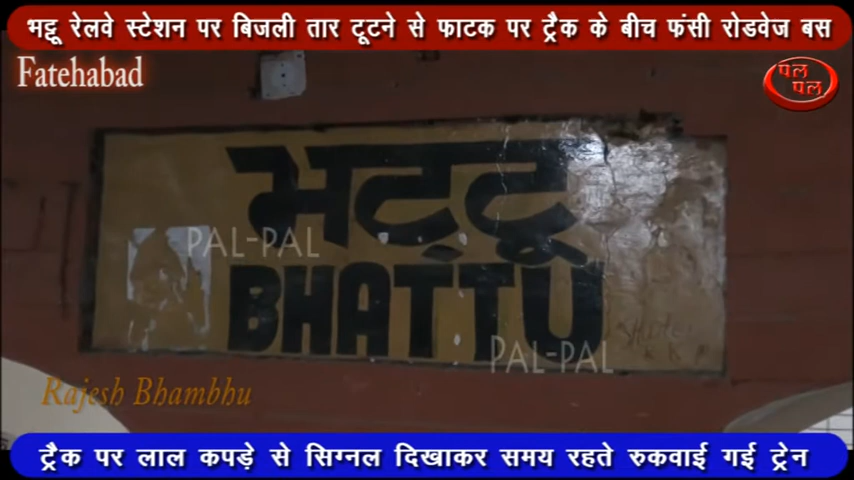 भट्टू रेलवे स्टेशन पर बिजली तार टूटने से फाटक पर ट्रैक के बीच फंसी रोडवेज बस
Fatehabad
पल
पल
भट्टू
PAL-PAL
BHATTU
PAL-PAL
Rajesh Bhambhu
ट्रैक पर लाल कपड़े से सिग्नल दिखाकर समय रहते रुकवाई गई ट्रेन